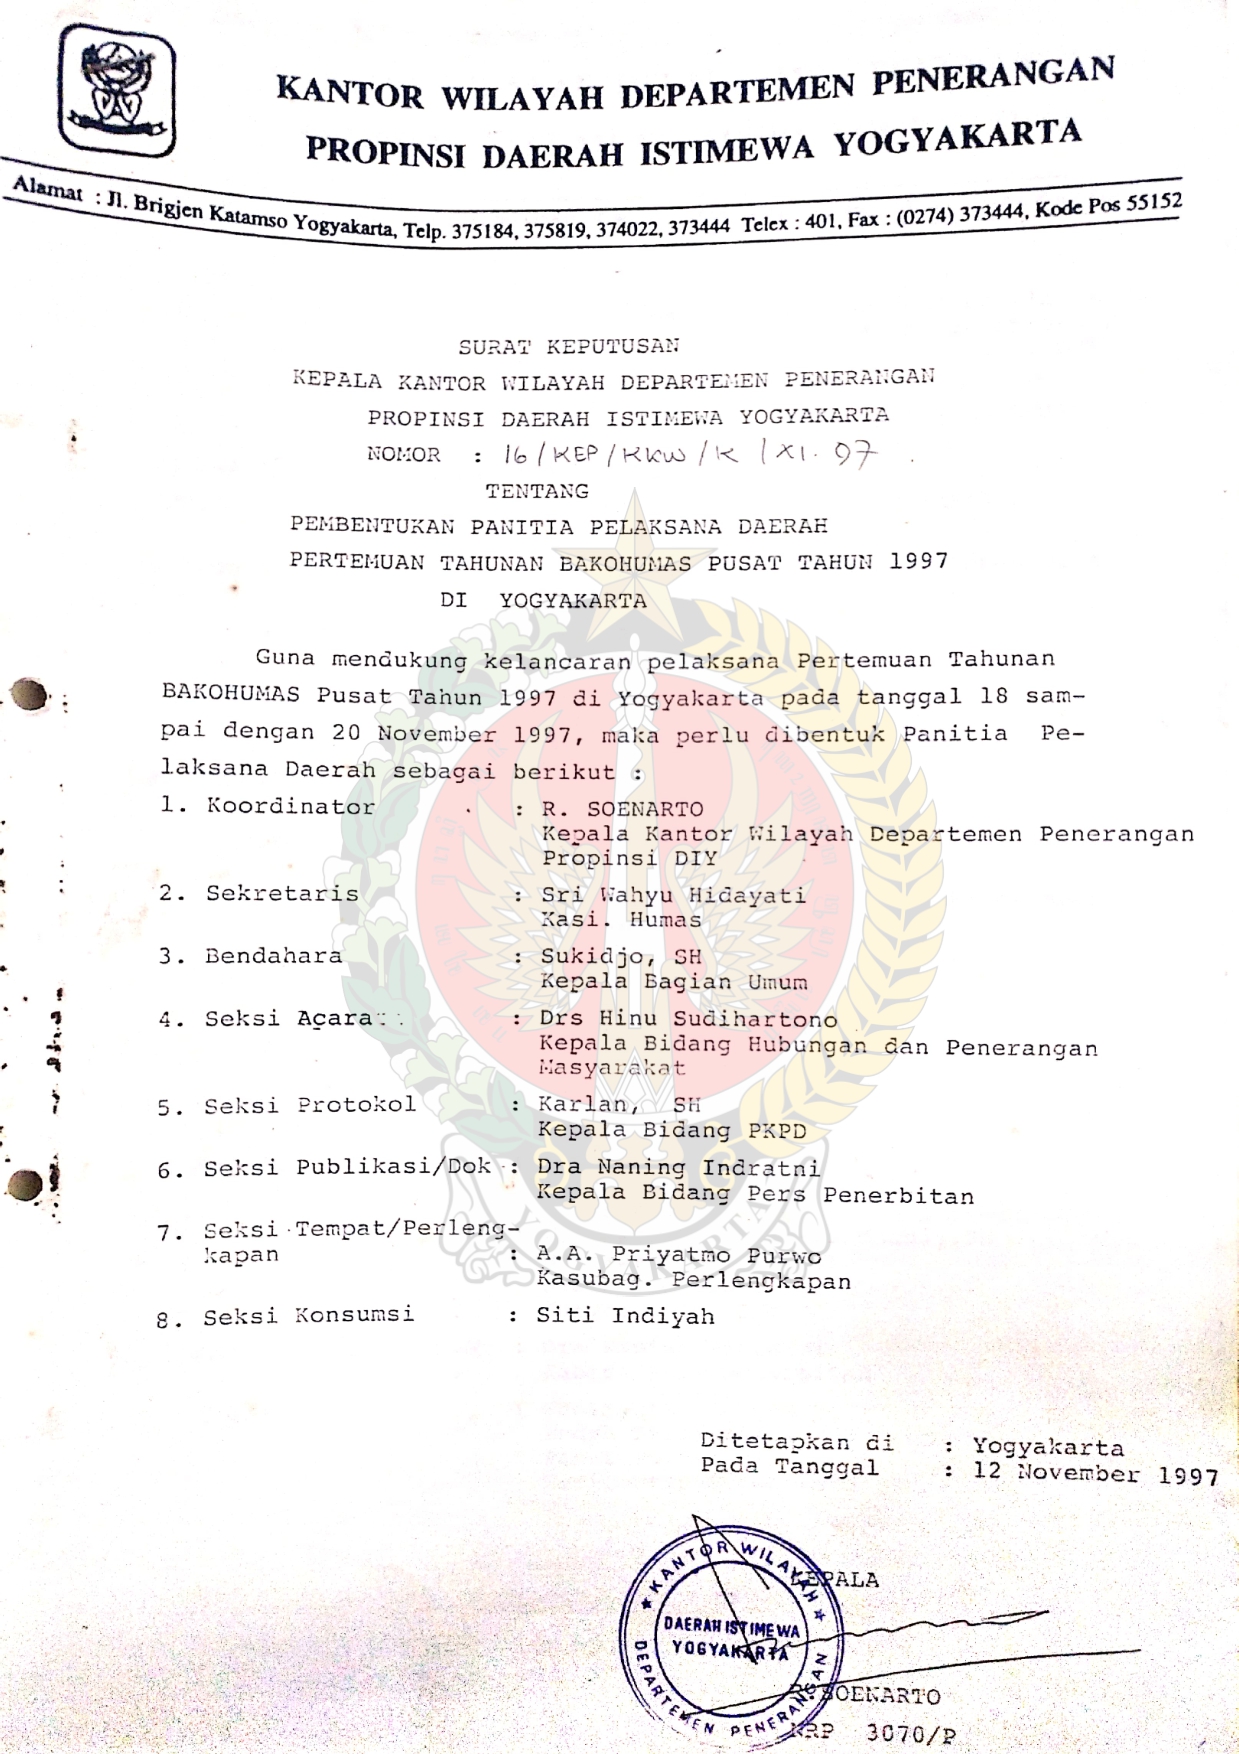 KANTOR WILAYAH DEPARTEMEN PENERANGAN
PROPINSI DAERAH ISTIMEWA YOGYAKARTA
Alamat : Jl. Brigjen Katamso Yogyakarta, Telp. 375184, 375819, 374022, 373444 Telex : 401, Fax : (0274) 373444, Kode Pos 55152
SURAT KEPUTUSAN
KEPALA KANTOR WILAYAH DEPARTEMEN PENERANGAN
PROPINSI DAERAH ISTIMEWA YOGYAKARTA
NOMOR : 16/KEP/KKW/K/XI.97
TENTANG
PEMBENTUKAN PANITIA PELAKSANA DAERAH
PERTEMUAN TAHUNAN BAKOHUMAS PUSAT TAHUN 1997
DI YOGYAKARTA
Guna mendukung kelancaran pelaksana Pertemuan Tahunan
BAKOHUMAS Pusat Tahun 1997 di Yogyakarta pada tanggal 18 sam-
pai dengan 20 November 1997, maka perlu dibentuk Panitia Pe-
laksana Daerah sebagai berikut :
1. Koordinator : R. SOENARTO
Kepala Kantor Wilayah Departemen Penerangan
Propinsi DIY
2. Sekretaris : Sri Wahyu Hidayati
Kasi. Humas
3. Bendahara : Sukidjo, SH
Kepala Bagian Umum
4. Seksi Acara : Drs Hinu Sudihartono
Kepala Bidang Hubungan dan Penerangan
Masyarakat
5. Seksi Protokol : Karlan, SH
Kepala Bidang PKPD
6. Seksi Publikasi/Dok : Dra Naning Indratni
Kepala Bidang Pers Penerbitan
7. Seksi Tempat/Perleng-
kapan : A.A. Priyatmo Purwo
Kasubag. Perlengkapan
8. Seksi Konsumsi : Siti Indiyah
YOGYAKARTA
Ditetapkan di : Yogyakarta
Pada Tanggal : 12 November 1997
KEPALA
KANTOR WILAYAH
DAERAH ISTIMEWA
YOGYAKARTA
DEPARTEMEN PENERANGAN
R. SOENARTO
NRP 3070/P